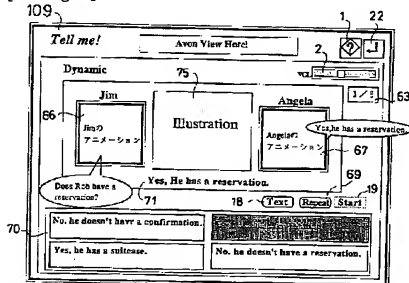 109
1
22
Tell me!
Avon View Hotel
2
Dynamic
75
VOL
Jim
1/8
63
Angela
66
Jimの
アニメーション
Illustration
Angelaの
アニメーション
Yes, he has a reservation.
67
Does Rob have a
reservation?
Yes, He has a reservation.
69
71
18
Text
Repeat
Start
19
70
No. he doesn't have a confirmation.
Yes, he has a suitcase.
No. he doesn't have a reservation.